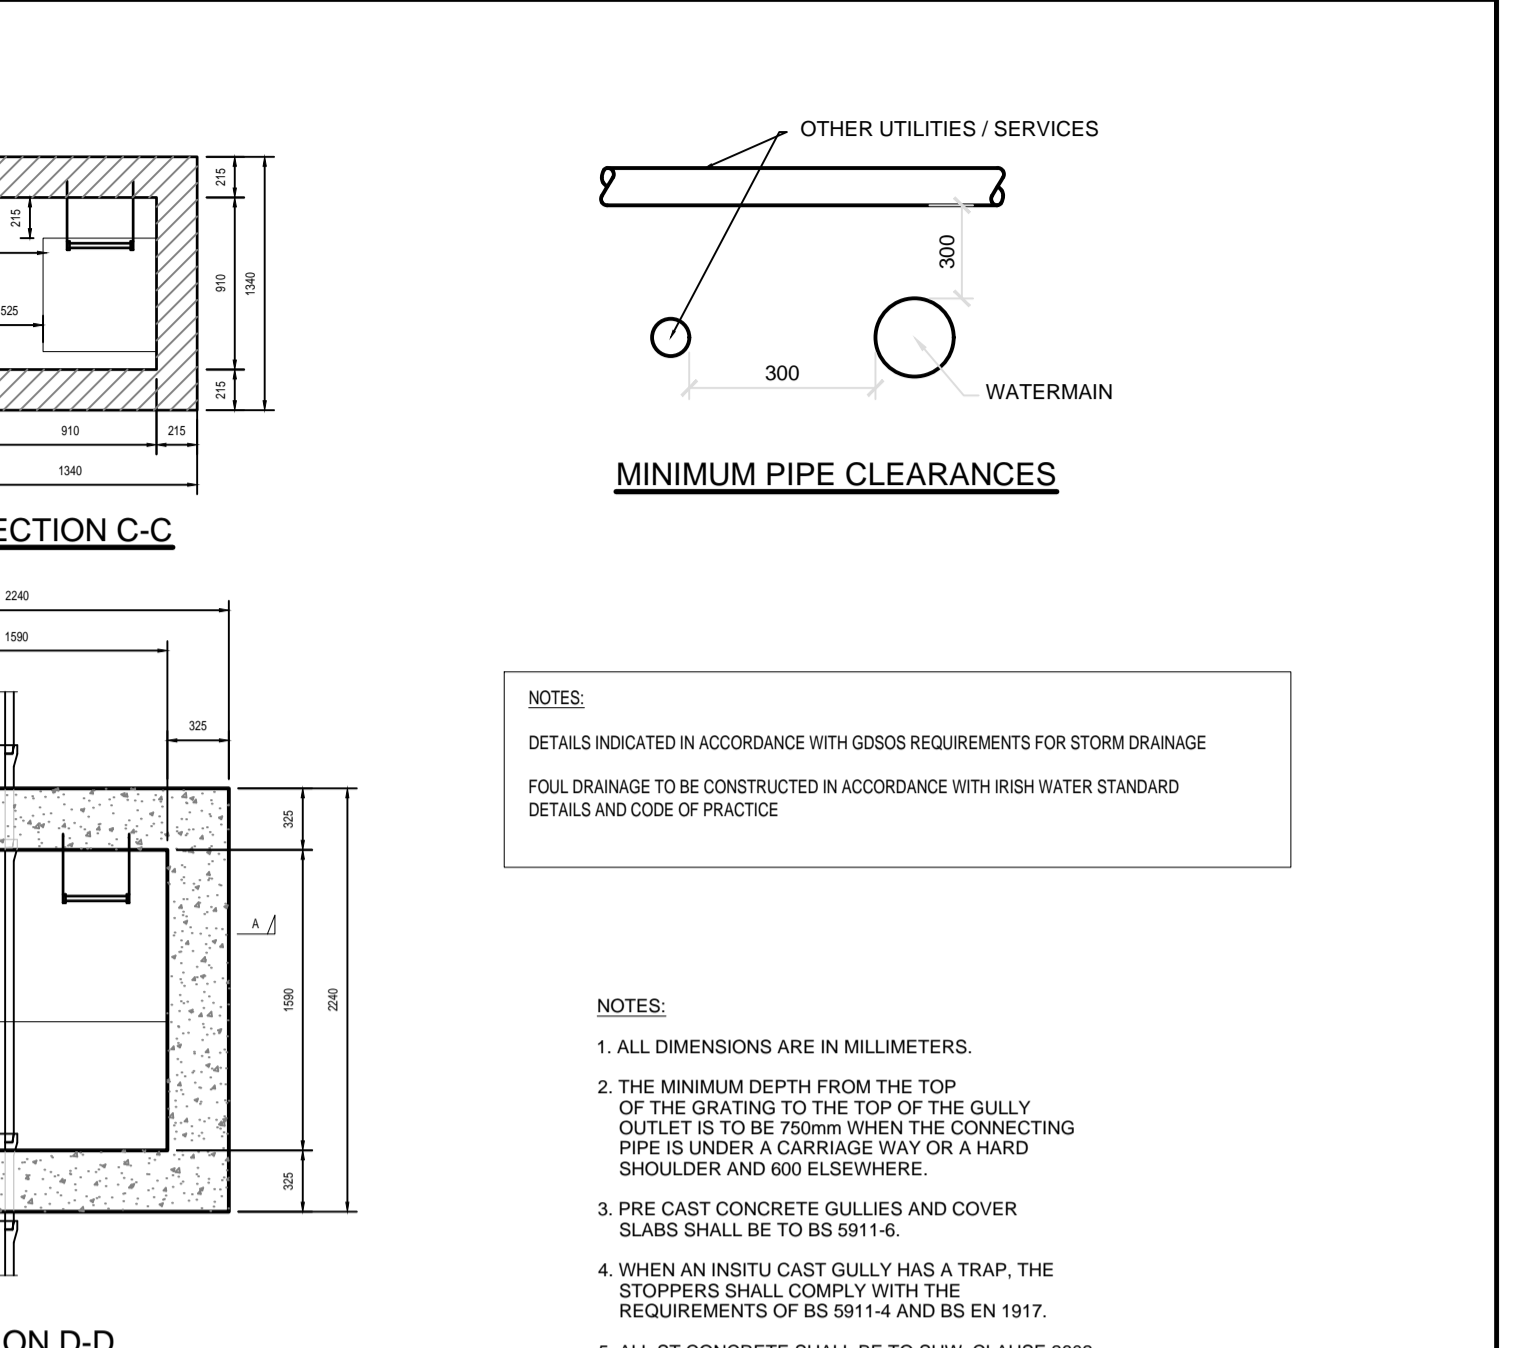 OTHER UTILITIES / SERVICES
300
300
WATERMAIN
MINIMUM PIPE CLEARANCES
215
215
910
1340
525
215
910
215
1340
ECTION C-C
2240
1590
325
325
A
1590
2240
325
ON D-D
NOTES:
DETAILS INDICATED IN ACCORDANCE WITH GDSOS REQUIREMENTS FOR STORM DRAINAGE
FOUL DRAINAGE TO BE CONSTRUCTED IN ACCORDANCE WITH IRISH WATER STANDARD
DETAILS AND CODE OF PRACTICE
NOTES:
1. ALL DIMENSIONS ARE IN MILLIMETERS.
2. THE MINIMUM DEPTH FROM THE TOP
OF THE GRATING TO THE TOP OF THE GULLY
OUTLET IS TO BE 750mm WHEN THE CONNECTING
PIPE IS UNDER A CARRIAGE WAY OR A HARD
SHOULDER AND 600 ELSEWHERE.
3. PRE CAST CONCRETE GULLIES AND COVER
SLABS SHALL BE TO BS 5911-6.
4. WHEN AN INSITU CAST GULLY HAS A TRAP, THE
STOPPERS SHALL COMPLY WITH THE
REQUIREMENTS OF BS 5911-4 AND BS EN 1917.